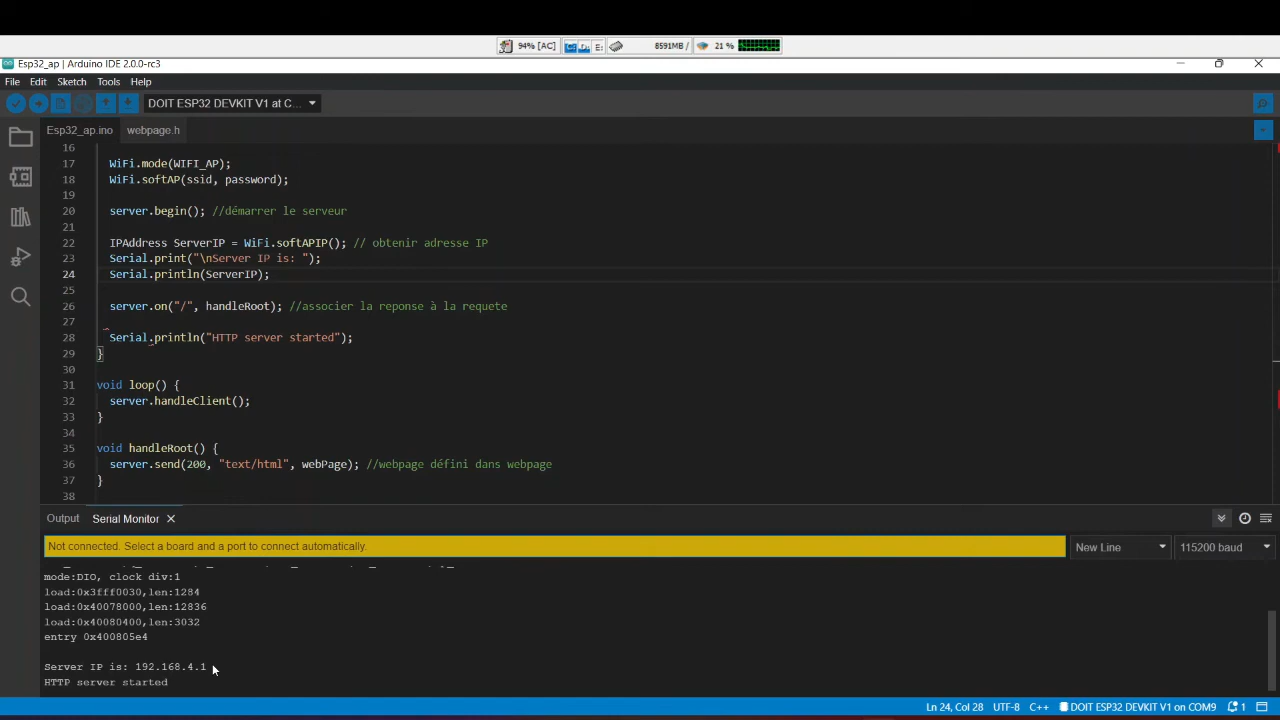 94% [AC]
8591MB /
21 %
Esp32_ap | Arduino IDE 2.0.0-rc3
File Edit Sketch Tools Help
DOIT ESP32 DEVKIT V1 at C...
Esp32_ap.ino webpage.h
16
17 WiFi.mode(WIFI_AP);
18 WiFi.softAP(ssid, password);
19
20 server.begin(); //démarrer le serveur
21
22 IPAddress ServerIP = WiFi.softAPIP(); // obtenir adresse IP
23 Serial.print("\nServer IP is: ");
24 Serial.println(ServerIP);
25
26 server.on("/", handleRoot); //associer la reponse à la requete
27
28 Serial.println("HTTP server started");
29 }
30
31 void loop() {
32 server.handleClient();
33 }
34
35 void handleRoot() {
36 server.send(200, "text/html", webPage); //webpage défini dans webpage
37 }
38
Output Serial Monitor
Not connected. Select a board and a port to connect automatically.
New Line
115200 baud
mode:DIO, clock div:1
load:0x3fff0030,len:1284
load:0x40078000,len:12836
load:0x40080400,len:3032
entry 0x400805e4
Server IP is: 192.168.4.1
HTTP server started
Ln 24, Col 28 UTF-8 C++ DOIT ESP32 DEVKIT V1 on COM9 1